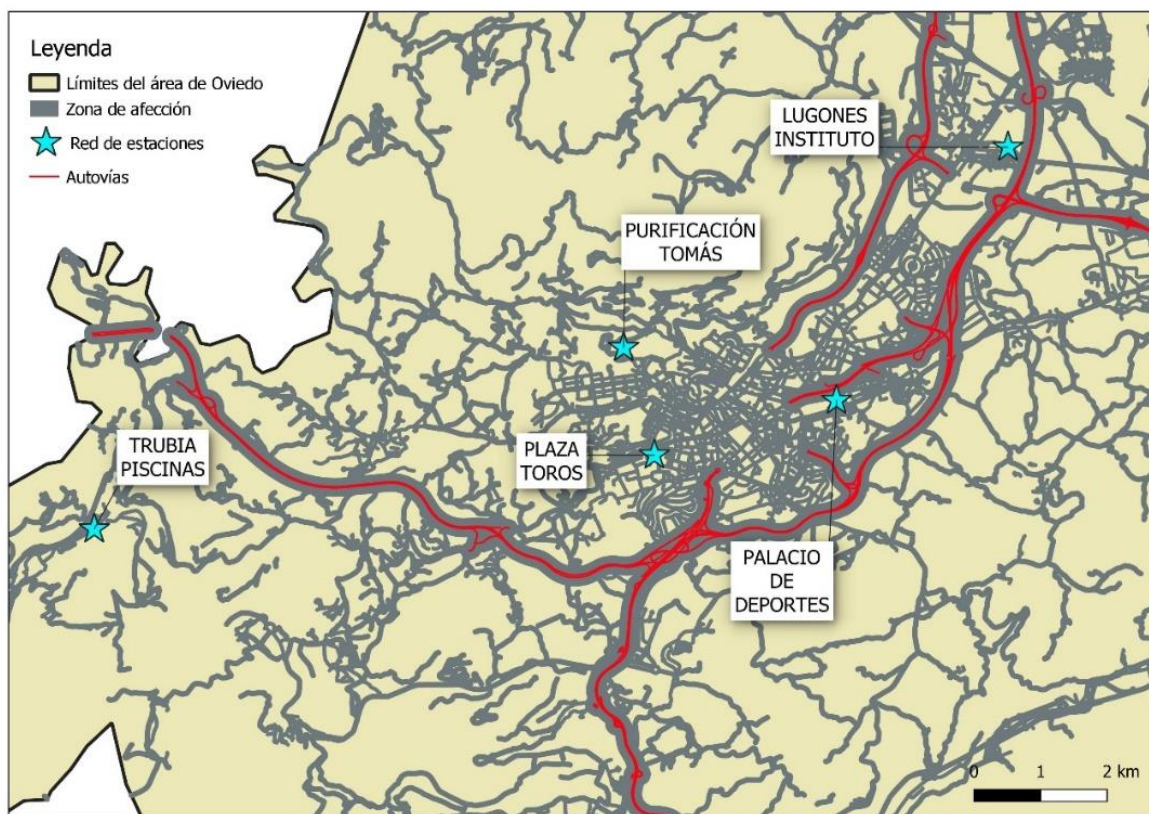 Leyenda
Límites del área de Oviedo
Zona de afección
Red de estaciones
Autovías
LUGONES
INSTITUTO
PURIFICACIÓN
TOMÁS
TRUBIA
PISCINAS
PLAZA
TOROS
PALACIO
DE
DEPORTES
0 1 2 km